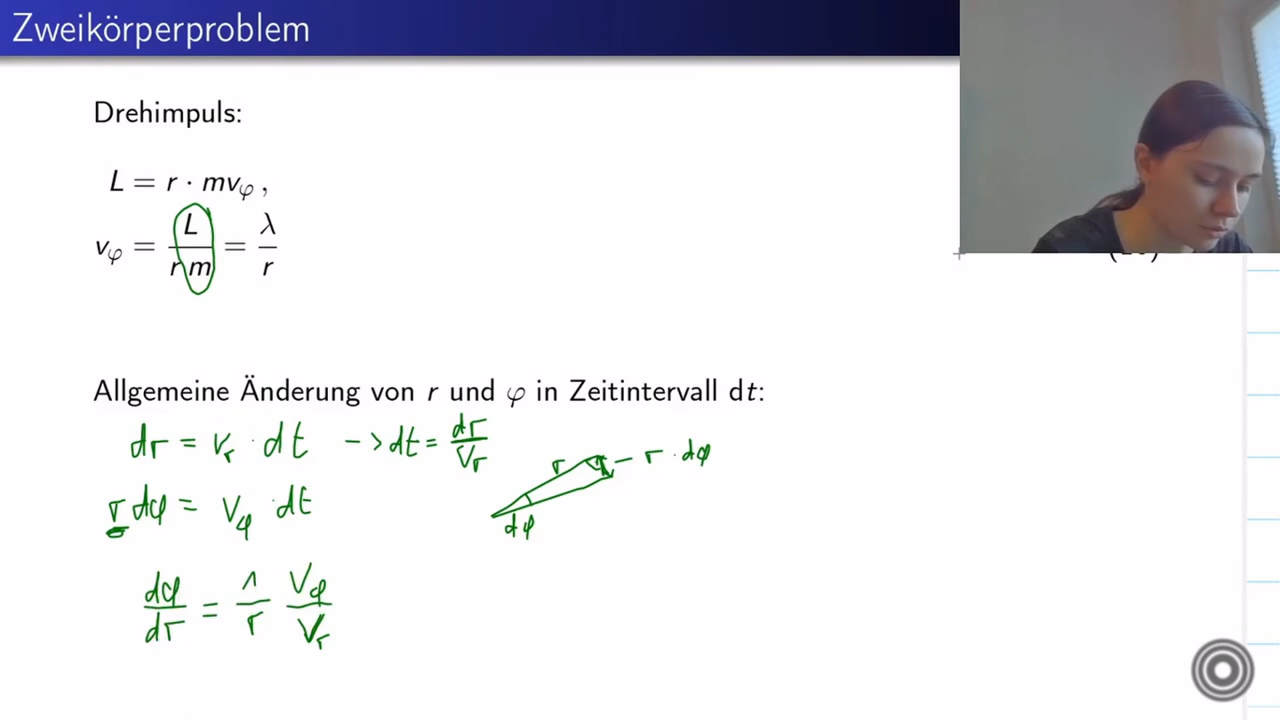 Zweikörperproblem
Drehimpuls:
L = r · mv_φ ,
v_φ = L / (r m) = λ / r
Allgemeine Änderung von r und φ in Zeitintervall dt:
dr = v_r · dt -> dt = dr / v_r
r dφ = v_φ · dt
r
r · dφ
dφ
dφ / dr = 1 / r v_φ / v_r